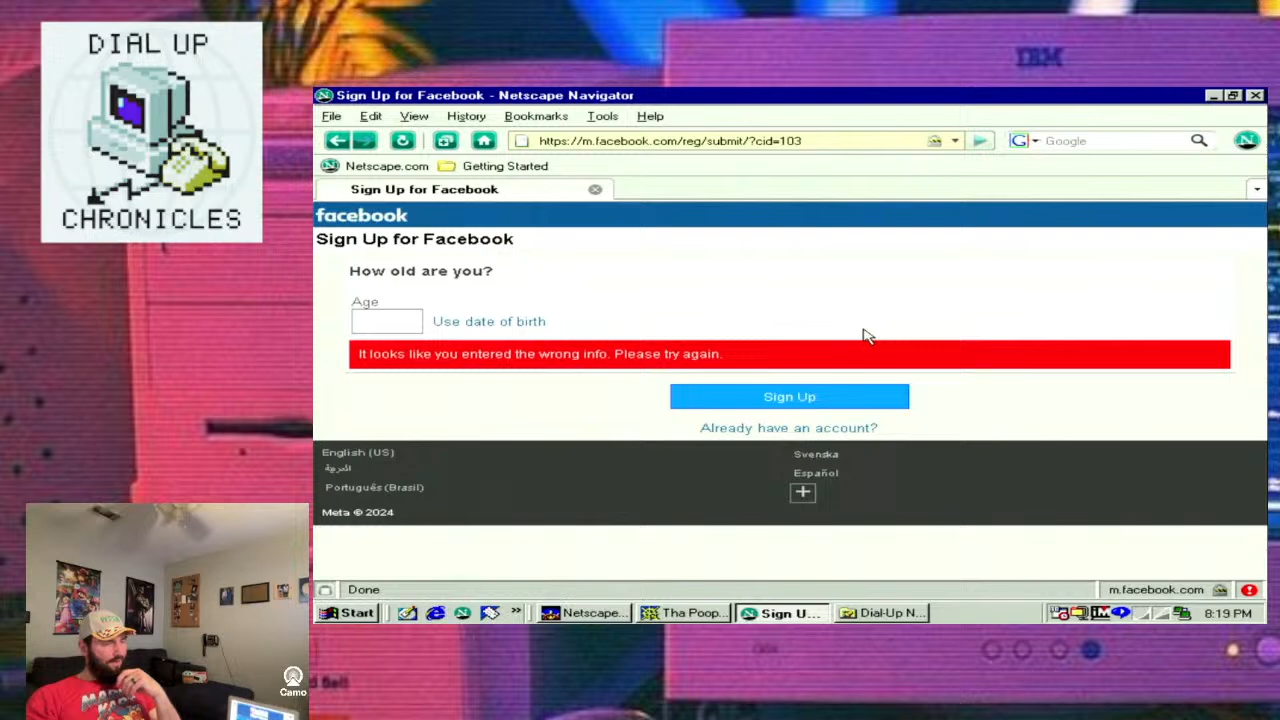 DIAL UP
CHRONICLES
IBM
Sign Up for Facebook - Netscape Navigator
File Edit View History Bookmarks Tools Help
https://m.facebook.com/reg/submit/?cid=103
G Google
Netscape.com Getting Started
Sign Up for Facebook
facebook
Sign Up for Facebook
How old are you?
Age
Use date of birth
It looks like you entered the wrong info. Please try again.
Sign Up
Already have an account?
English (US) Svenska
العربية
Español
Português (Brasil)
Meta © 2024
Done m.facebook.com
Start Netscape... Tha Poop... Sign U... Dial-Up N... 8:19 PM
Camo
d Bell